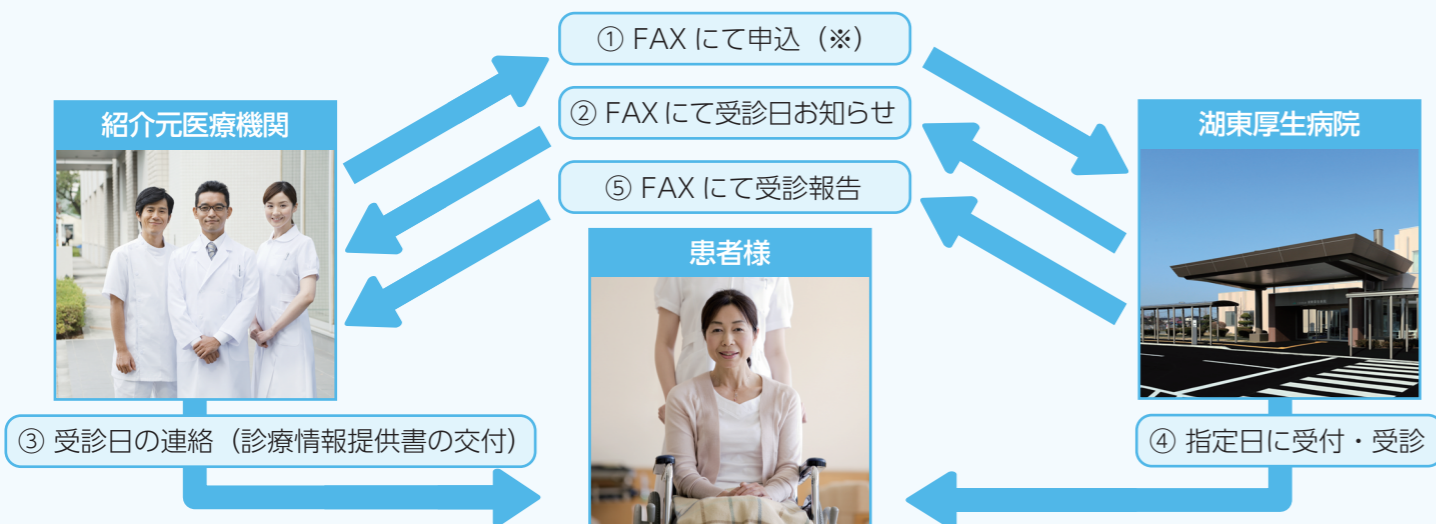 ① FAX にて申込（※）
② FAX にて受診日お知らせ
⑤ FAX にて受診報告
紹介元医療機関
湖東厚生病院
患者様
③ 受診日の連絡（診療情報提供書の交付）
④ 指定日に受付・受診